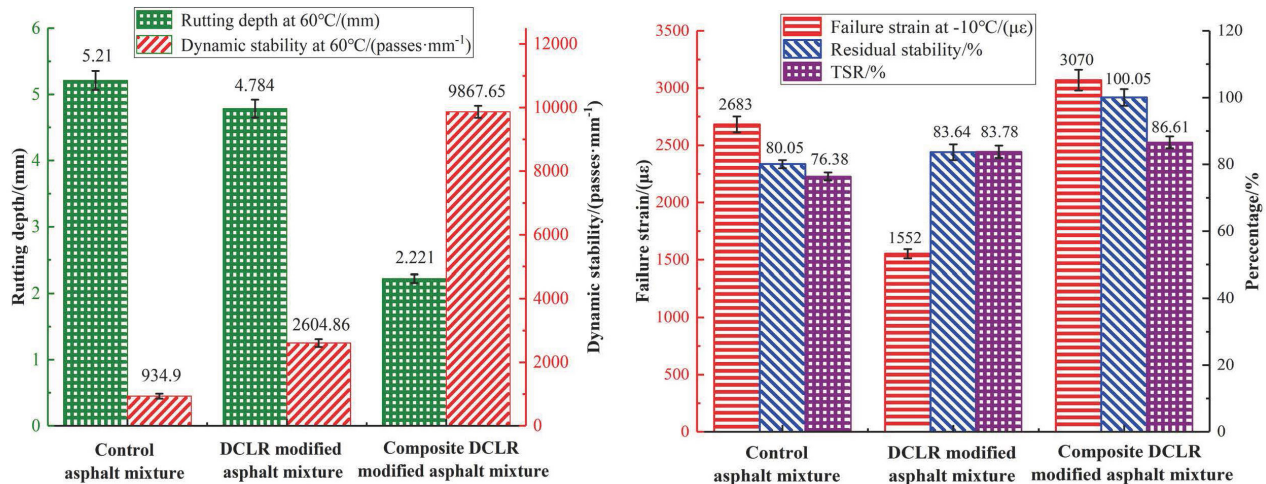 Rutting depth at 60℃/(mm)
Dynamic stability at 60℃/(passes·mm⁻¹)
Rutting depth/(mm)
6
5
4
3
2
1
0
5.21
934.9
4.784
2604.86
2.221
9867.65
12000
10000
8000
6000
4000
2000
0
Dynamic stability/(passes·mm⁻¹)
Control
asphalt mixture
DCLR modified
asphalt mixture
Composite DCLR
modified asphalt mixture
Failure strain at -10℃/(με)
Residual stability/%
TSR/%
Failure strain/(με)
3500
3000
2500
2000
1500
1000
500
0
2683
80.05
76.38
1552
83.64
83.78
3070
100.05
86.61
120
100
80
60
40
20
0
Perecentage/%
Control
asphalt mixture
DCLR modified
asphalt mixture
Composite DCLR
modified asphalt mixture